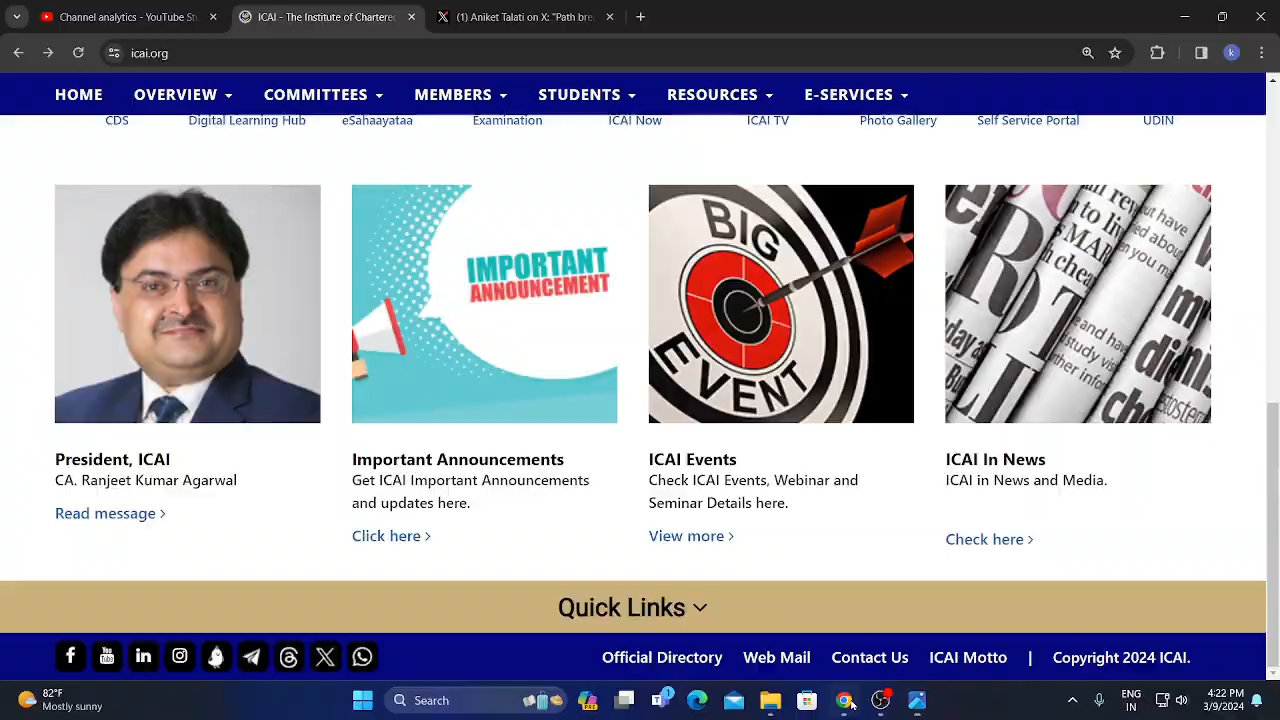 Channel analytics - YouTube St
ICAI - The Institute of Charterec
(1) Aniket Talati on X: "Path bre
icai.org
k
HOME
OVERVIEW
COMMITTEES
MEMBERS
STUDENTS
RESOURCES
E-SERVICES
CDS
Digital Learning Hub
eSahaayataa
Examination
ICAI Now
ICAI TV
Photo Gallery
Self Service Portal
UDIN
IMPORTANT
ANNOUNCEMENT
BIG
EVENT
President, ICAI
CA. Ranjeet Kumar Agarwal
Read message
Important Announcements
Get ICAI Important Announcements
and updates here.
Click here
ICAI Events
Check ICAI Events, Webinar and
Seminar Details here.
View more
ICAI In News
ICAI in News and Media.
Check here
Quick Links
Official Directory
Web Mail
Contact Us
ICAI Motto
|
Copyright 2024 ICAI.
82°F
Mostly sunny
Search
1
ENG
IN
4:22 PM
3/9/2024